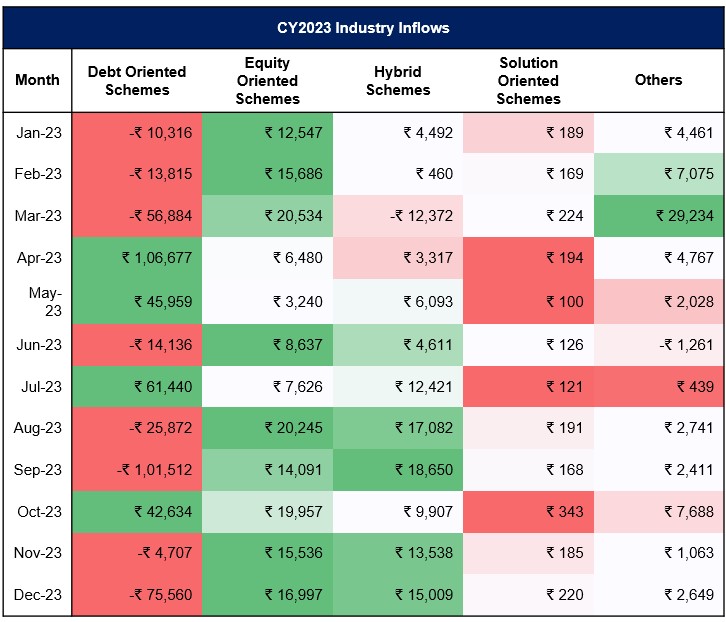 CY2023 Industry Inflows
Month Debt Oriented Schemes Equity Oriented Schemes Hybrid Schemes Solution Oriented Schemes Others
Jan-23 -₹ 10,316 ₹ 12,547 ₹ 4,492 ₹ 189 ₹ 4,461
Feb-23 -₹ 13,815 ₹ 15,686 ₹ 460 ₹ 169 ₹ 7,075
Mar-23 -₹ 56,884 ₹ 20,534 -₹ 12,372 ₹ 224 ₹ 29,234
Apr-23 ₹ 1,06,677 ₹ 6,480 ₹ 3,317 ₹ 194 ₹ 4,767
May-23 ₹ 45,959 ₹ 3,240 ₹ 6,093 ₹ 100 ₹ 2,028
Jun-23 -₹ 14,136 ₹ 8,637 ₹ 4,611 ₹ 126 -₹ 1,261
Jul-23 ₹ 61,440 ₹ 7,626 ₹ 12,421 ₹ 121 ₹ 439
Aug-23 -₹ 25,872 ₹ 20,245 ₹ 17,082 ₹ 191 ₹ 2,741
Sep-23 -₹ 1,01,512 ₹ 14,091 ₹ 18,650 ₹ 168 ₹ 2,411
Oct-23 ₹ 42,634 ₹ 19,957 ₹ 9,907 ₹ 343 ₹ 7,688
Nov-23 -₹ 4,707 ₹ 15,536 ₹ 13,538 ₹ 185 ₹ 1,063
Dec-23 -₹ 75,560 ₹ 16,997 ₹ 15,009 ₹ 220 ₹ 2,649